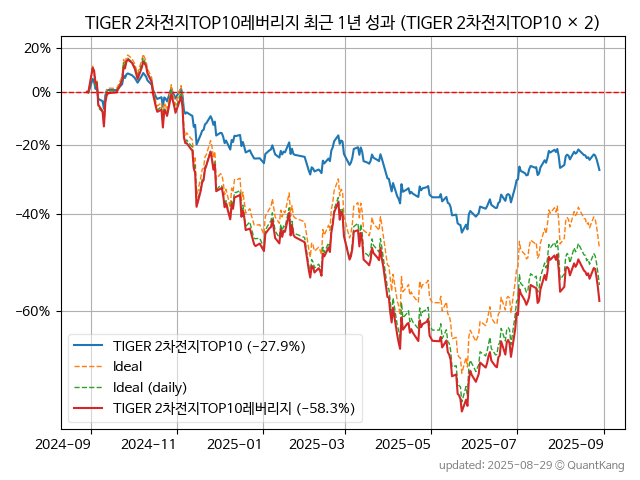 TIGER 2차전지TOP10레버리지 최근 1년 성과 (TIGER 2차전지TOP10 × 2)
20%
0%
−20%
−40%
−60%
TIGER 2차전지TOP10 (−27.9%)
Ideal
Ideal (daily)
TIGER 2차전지TOP10레버리지 (−58.3%)
2024-09 2024-11 2025-01 2025-03 2025-05 2025-07 2025-09
updated: 2025-08-29 © QuantKang